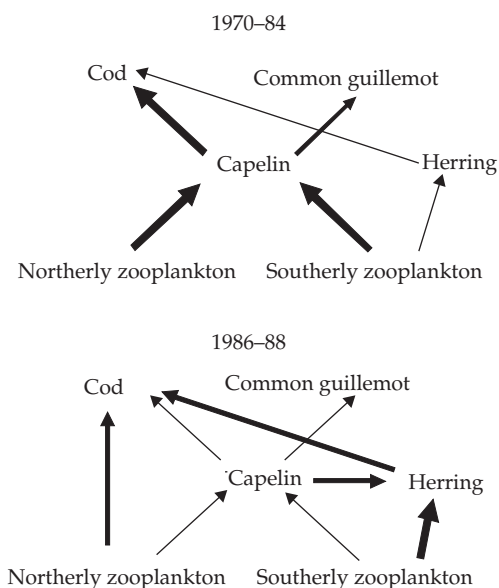 1970–84
Cod
Common guillemot
Capelin
Herring
Northerly zooplankton
Southerly zooplankton
1986–88
Cod
Common guillemot
Capelin
Herring
Northerly zooplankton
Southerly zooplankton